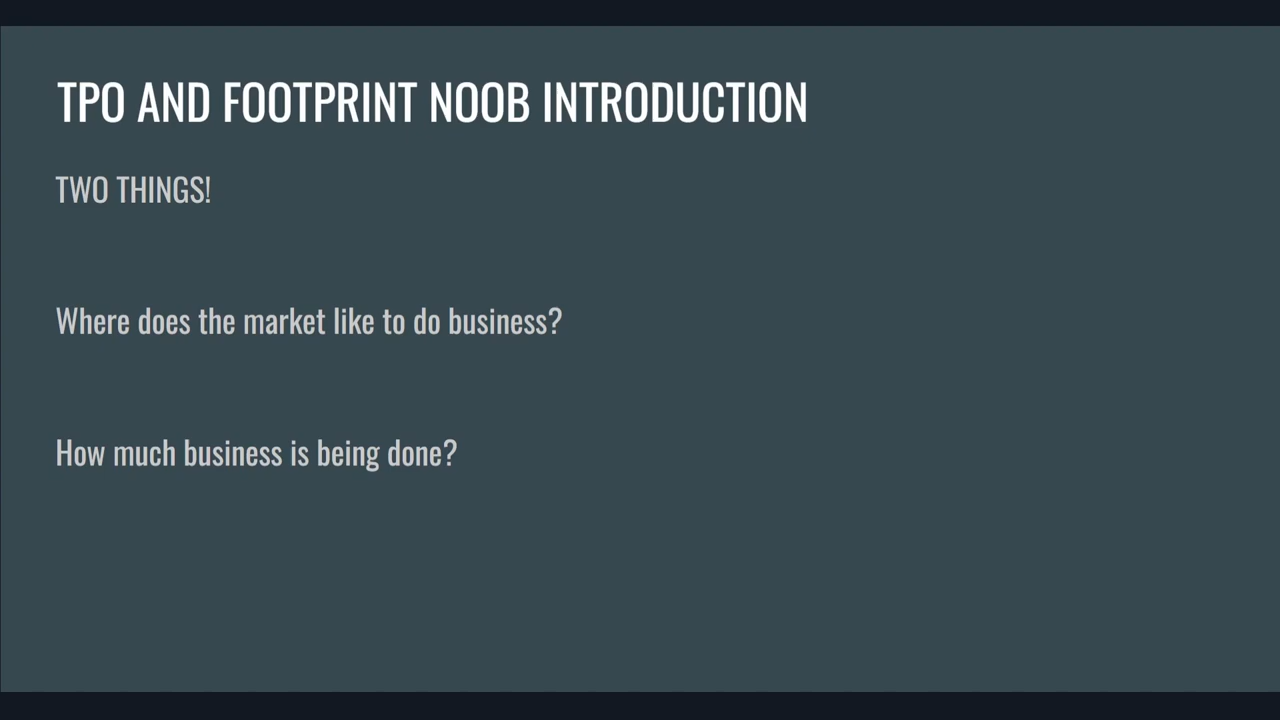 TPO AND FOOTPRINT NOOB INTRODUCTION
TWO THINGS!
Where does the market like to do business?
How much business is being done?